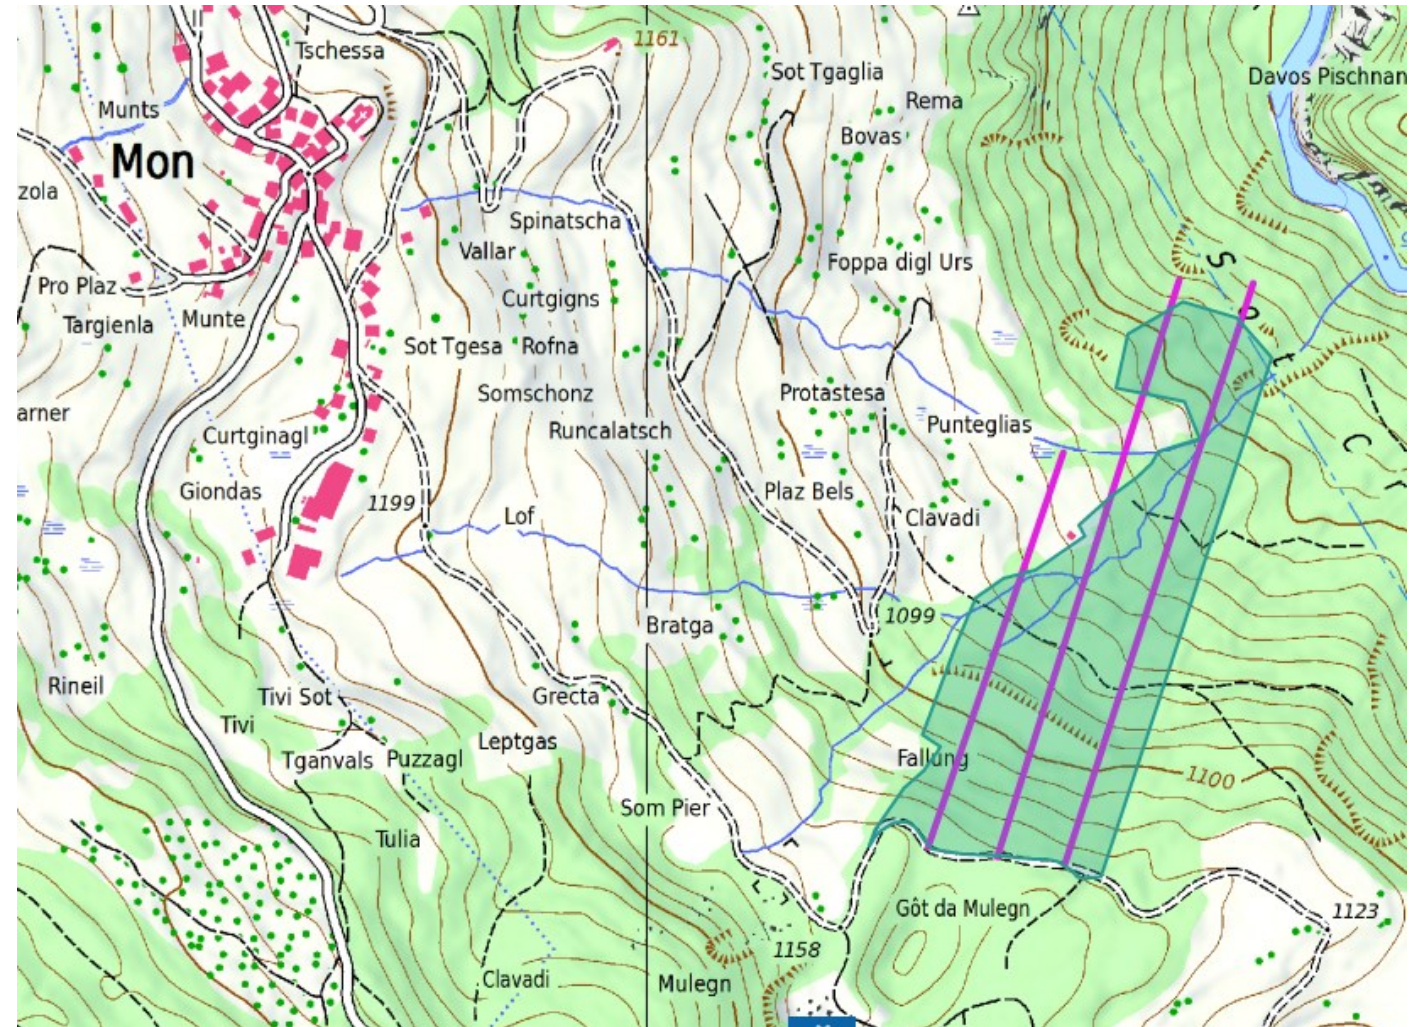 1161
Tschessa
Sot Tgaglia
Davos Pischnan
Munts
Rema
Bovas
Mon
zola
Spinatscha
Vallar
Foppa digl Urs
S
o
t
Pro Plaz
Curtgigns
Targienla
Munte
Sot Tgesa
Rofna
Somschonz
Protastesa
arner
Punteglias
Curtginagl
Runcalatsch
C
r
Giondas
1199
Plaz Bels
Lof
Clavadi
1099
Bratga
Rineil
Tivi Sot
Grecta
Tivi
Leptgas
Tganvals
Puzzagl
Fallung
1100
Som Pier
Tulia
Gôt da Mulegn
1123
1158
Clavadi
Mulegn